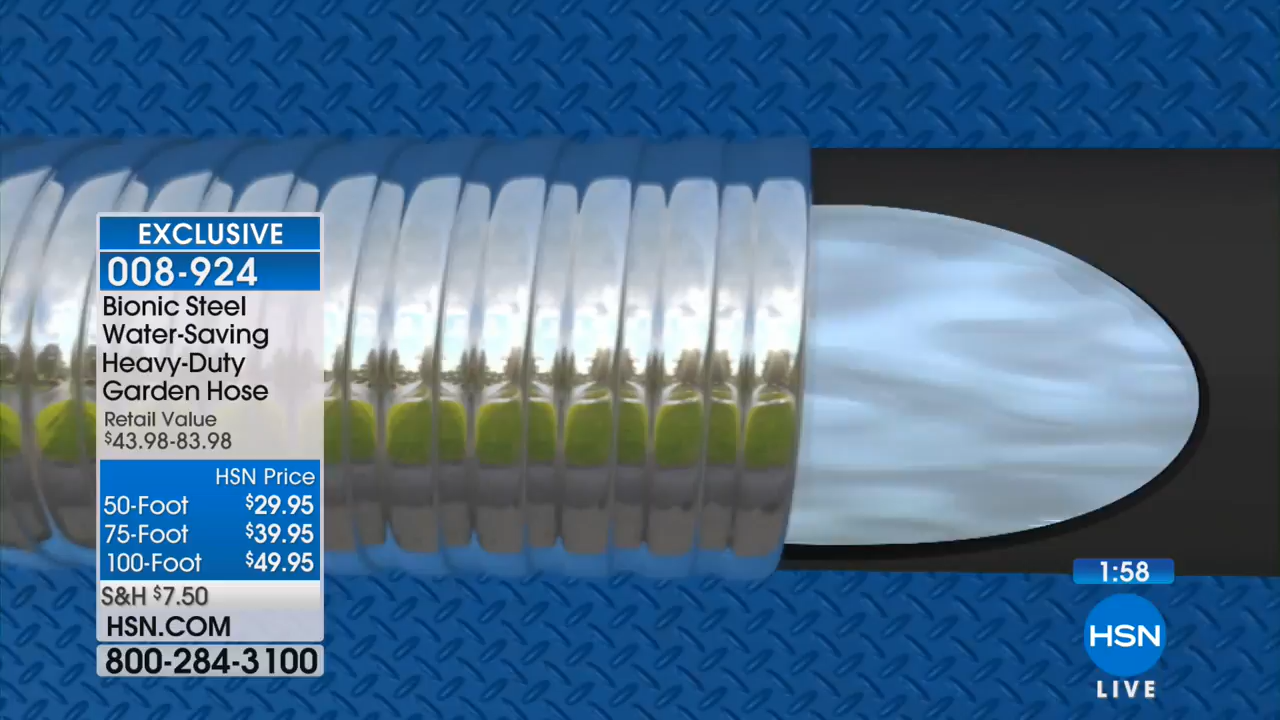 EXCLUSIVE
008-924
Bionic Steel
Water-Saving
Heavy-Duty
Garden Hose
Retail Value
$43.98-83.98
HSN Price
50-Foot $29.95
75-Foot $39.95
100-Foot $49.95
S&H $7.50
HSN.COM
800-284-3100
1:58
HSN
LIVE